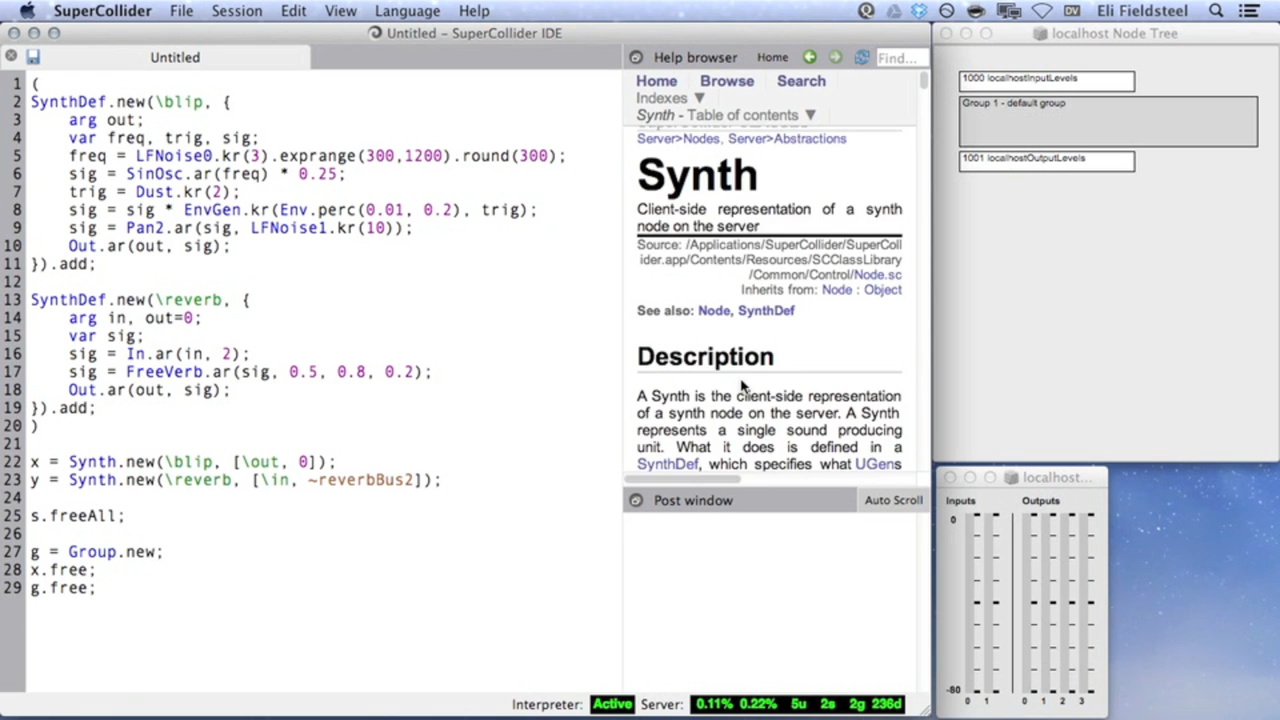 SuperCollider File Session Edit View Language Help Eli Fieldsteel
Untitled – SuperCollider IDE
Untitled
1 (
2 SynthDef.new(\blip, {
3 arg out;
4 var freq, trig, sig;
5 freq = LFNoise0.kr(3).exprange(300,1200).round(300);
6 sig = SinOsc.ar(freq) * 0.25;
7 trig = Dust.kr(2);
8 sig = sig * EnvGen.kr(Env.perc(0.01, 0.2), trig);
9 sig = Pan2.ar(sig, LFNoise1.kr(10));
10 Out.ar(out, sig);
11 }).add;
12
13 SynthDef.new(\reverb, {
14 arg in, out=0;
15 var sig;
16 sig = In.ar(in, 2);
17 sig = FreeVerb.ar(sig, 0.5, 0.8, 0.2);
18 Out.ar(out, sig);
19 }).add;
20 )
21
22 x = Synth.new(\blip, [\out, 0]);
23 y = Synth.new(\reverb, [\in, ~reverbBus2]);
24
25 s.freeAll;
26
27 g = Group.new;
28 x.free;
29 g.free;
Help browser Home Find...
Home Browse Search
Indexes ▼
Synth - Table of contents ▼
Server>Nodes, Server>Abstractions
Synth
Client-side representation of a synth
node on the server
Source: /Applications/SuperCollider/SuperColl
ider.app/Contents/Resources/SCClassLibrary
/Common/Control/Node.sc
Inherits from: Node : Object
See also: Node, SynthDef
Description
A Synth is the client-side representation
of a synth node on the server. A Synth
represents a single sound producing
unit. What it does is defined in a
SynthDef, which specifies what UGens
Post window Auto Scroll
Interpreter: Active Server: 0.11% 0.22% 5u 2s 2g 236d
localhost Node Tree
1000 localhostInputLevels
Group 1 - default group
1001 localhostOutputLevels
localhost...
Inputs Outputs
0
-80
0 1 0 1 2 3